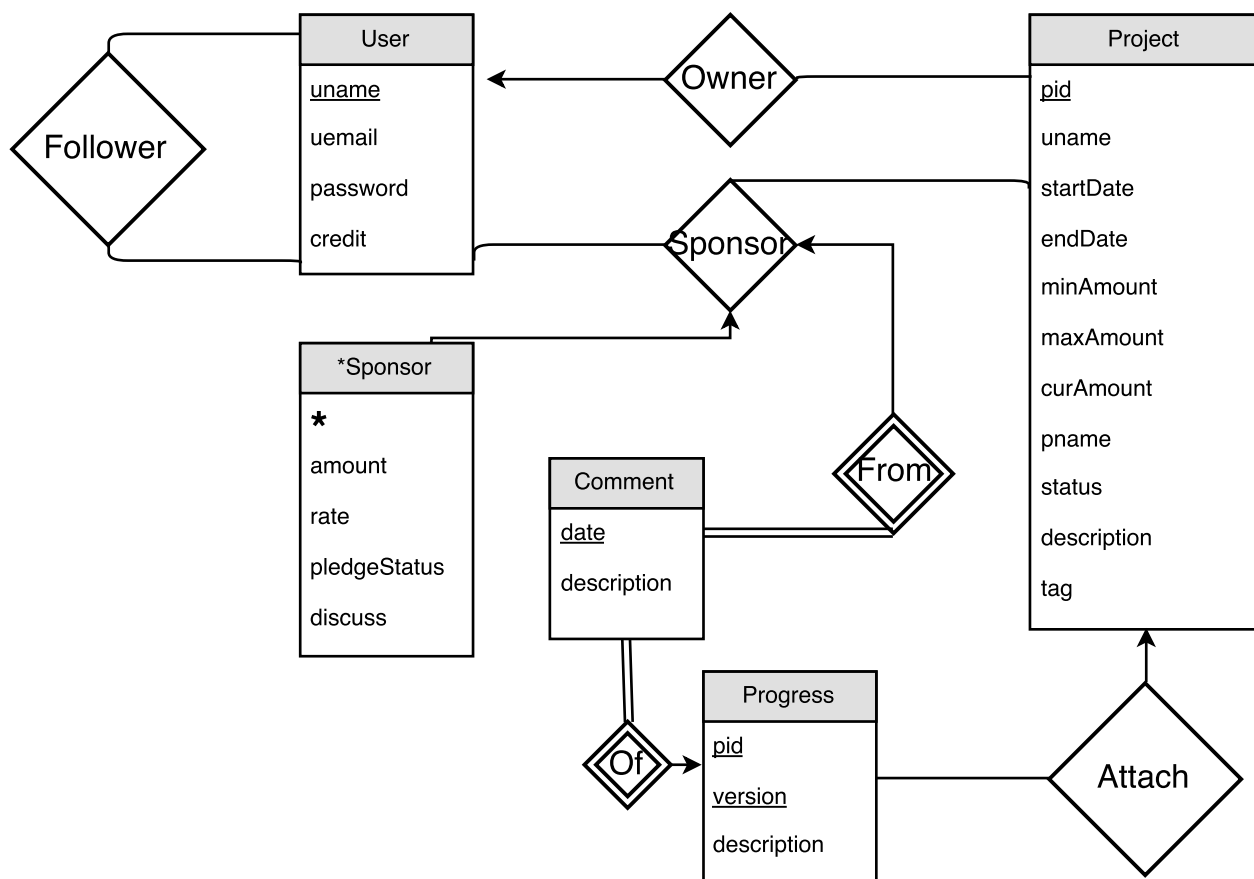 User
uname
uemail
password
credit
Follower
Owner
Sponsor
Project
pid
uname
startDate
endDate
minAmount
maxAmount
curAmount
pname
status
description
tag
*Sponsor
*
amount
rate
pledgeStatus
discuss
From
Comment
date
description
Of
Progress
pid
version
description
Attach